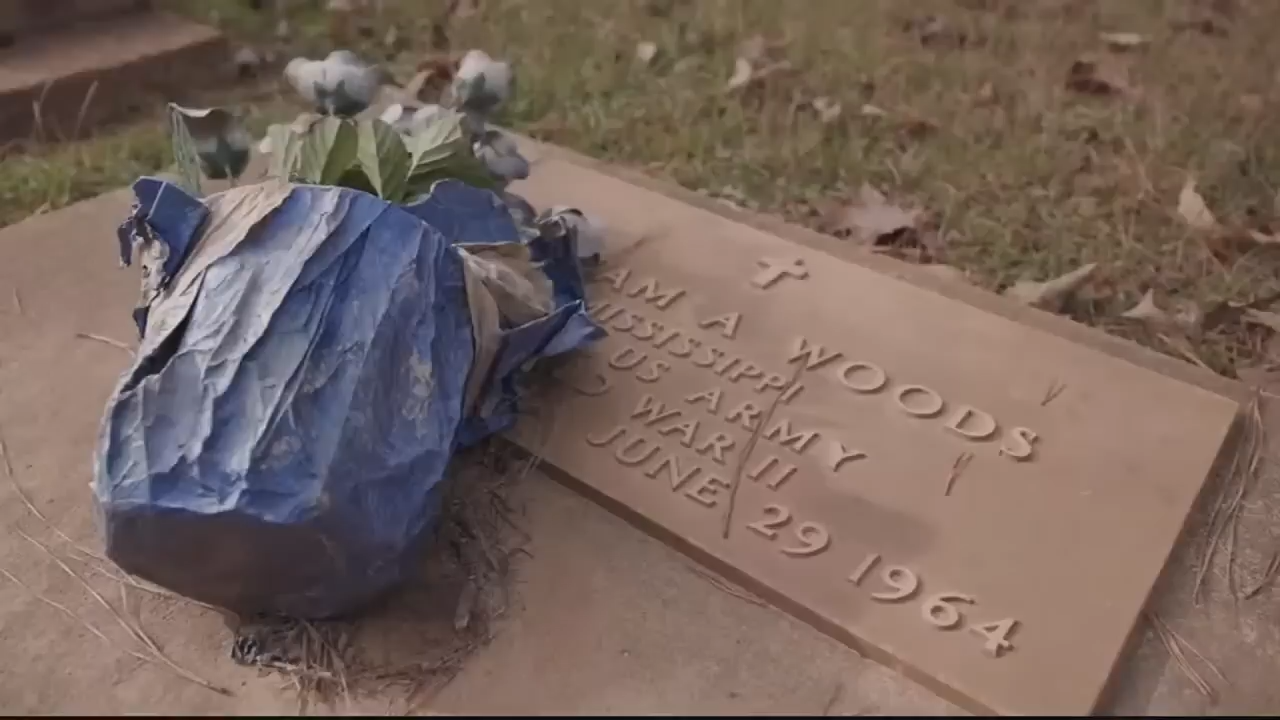 AM A WOODS
MISSISSIPPI
US ARMY
WAR II
JUNE 29 1964